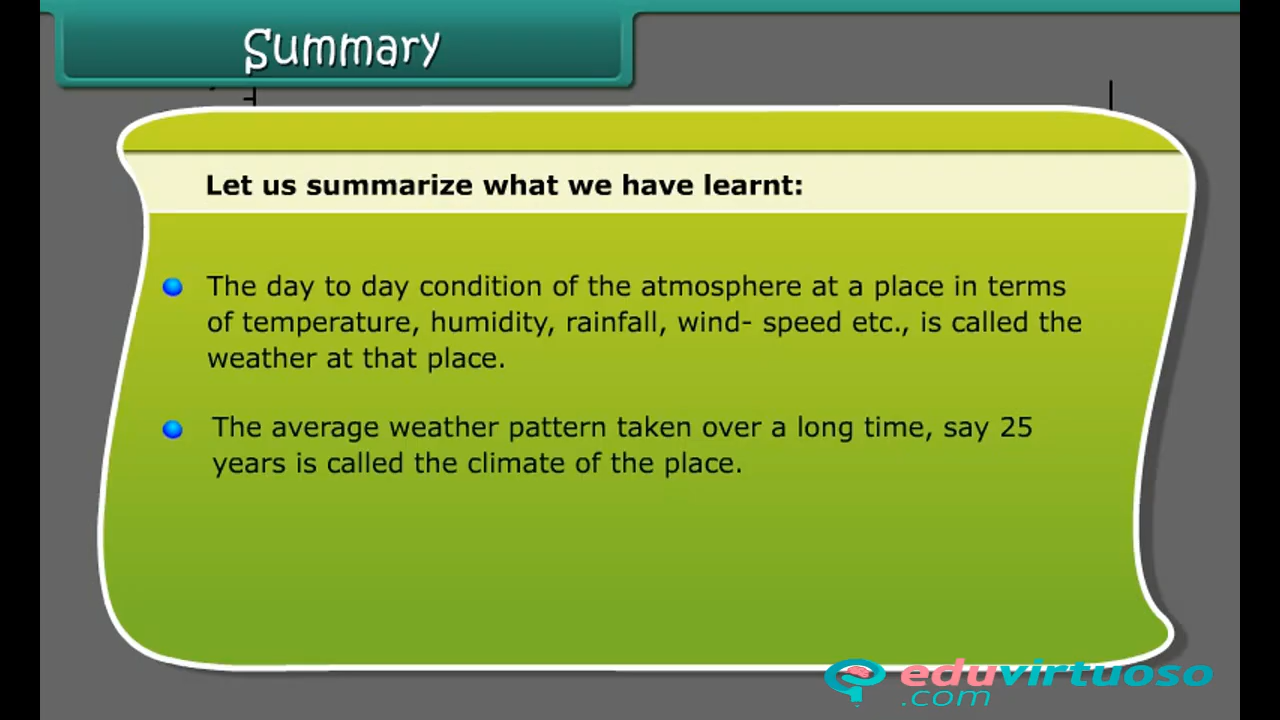 Summary
Let us summarize what we have learnt:
The day to day condition of the atmosphere at a place in terms
of temperature, humidity, rainfall, wind- speed etc., is called the
weather at that place.
The average weather pattern taken over a long time, say 25
years is called the climate of the place.
eduvirtuoso
.com